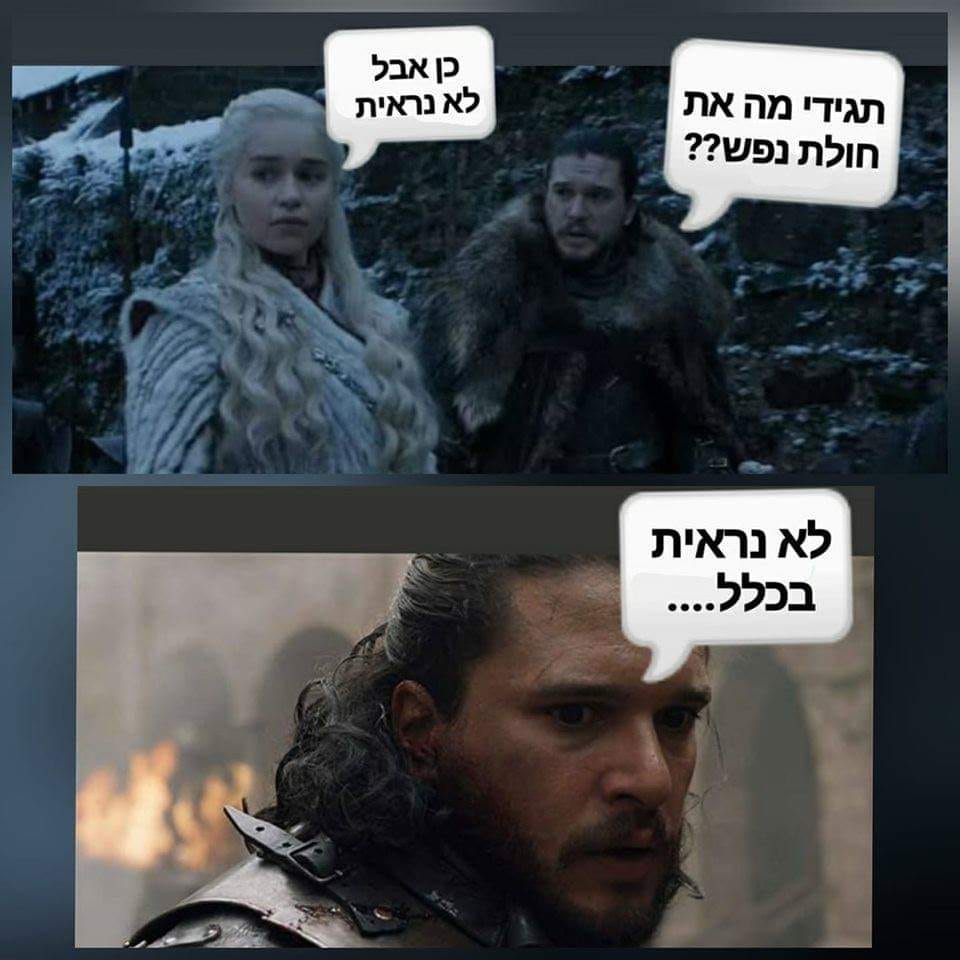 תגידי מה את
חולת נפש??
כן אבל
לא נראית
לא נראית
בכלל....